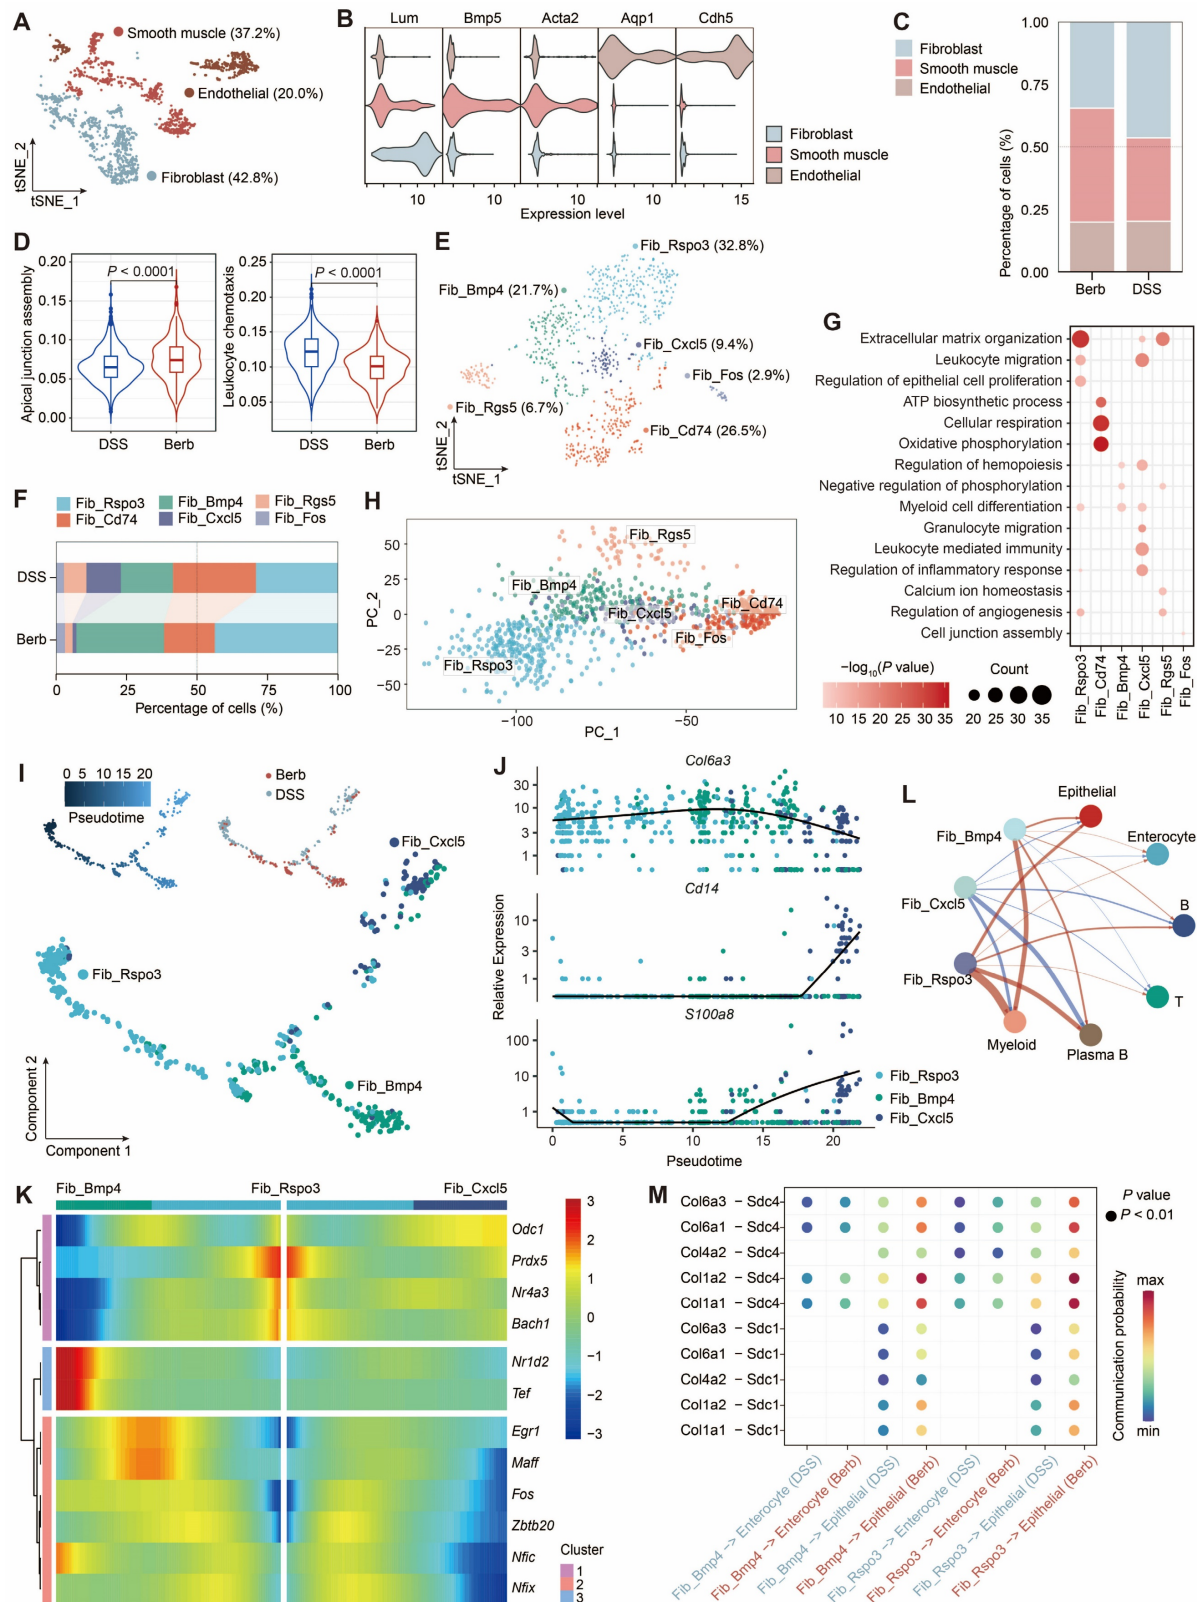 A
Smooth muscle (37.2%)
Endothelial (20.0%)
Fibroblast (42.8%)
tSNE_2
tSNE_1
B
Lum Bmp5 Acta2 Aqp1 Cdh5
10 10 10 10 15
Expression level
Fibroblast
Smooth muscle
Endothelial
C
Fibroblast
Smooth muscle
Endothelial
Percentage of cells (%)
1.00
0.75
0.50
0.25
0.00
Berb DSS
D
Apical junction assembly
0.20
0.15
0.10
0.05
0.00
P < 0.0001
DSS Berb
Leukocyte chemotaxis
0.25
0.20
0.15
0.10
0.05
P < 0.0001
DSS Berb
E
Fib_Rspo3 (32.8%)
Fib_Bmp4 (21.7%)
Fib_Cxcl5 (9.4%)
Fib_Fos (2.9%)
Fib_Rgs5 (6.7%)
Fib_Cd74 (26.5%)
tSNE_2
tSNE_1
F
Fib_Rspo3 Fib_Bmp4 Fib_Rgs5
Fib_Cd74 Fib_Cxcl5 Fib_Fos
DSS
Berb
0 25 50 75 100
Percentage of cells (%)
G
Extracellular matrix organization
Leukocyte migration
Regulation of epithelial cell proliferation
ATP biosynthetic process
Cellular respiration
Oxidative phosphorylation
Regulation of hemopoiesis
Negative regulation of phosphorylation
Myeloid cell differentiation
Granulocyte migration
Leukocyte mediated immunity
Regulation of inflammatory response
Calcium ion homeostasis
Regulation of angiogenesis
Cell junction assembly
Fib_Rspo3
Fib_Cd74
Fib_Bmp4
Fib_Cxcl5
Fib_Rgs5
Fib_Fos
−log10(P value)
10 15 20 25 30 35
Count
20 25 30 35
H
PC_2
50
25
0
−25
−50
Fib_Rgs5
Fib_Bmp4
Fib_Cxcl5
Fib_Cd74
Fib_Fos
Fib_Rspo3
−100 −50
PC_1
I
0 5 10 15 20
Pseudotime
Berb
DSS
Fib_Cxcl5
Fib_Rspo3
Fib_Bmp4
Component 2
Component 1
J
Relative Expression
Col6a3
30
10
3
1
Cd14
10
3
1
S100a8
100
10
1
0 5 10 15 20
Pseudotime
Fib_Rspo3
Fib_Bmp4
Fib_Cxcl5
L
Epithelial
Fib_Bmp4
Enterocyte
Fib_Cxcl5
B
Fib_Rspo3
T
Myeloid
Plasma B
K
Fib_Bmp4 Fib_Rspo3 Fib_Cxcl5
Odc1
Prdx5
Nr4a3
Bach1
Nr1d2
Tef
Egr1
Maff
Fos
Zbtb20
Nfic
Nfix
3
2
1
0
−1
−2
−3
Cluster
1
2
3
M
Col6a3 − Sdc4
Col6a1 − Sdc4
Col4a2 − Sdc4
Col1a2 − Sdc4
Col1a1 − Sdc4
Col6a3 − Sdc1
Col6a1 − Sdc1
Col4a2 − Sdc1
Col1a2 − Sdc1
Col1a1 − Sdc1
Fib_Bmp4 -> Enterocyte (DSS)
Fib_Bmp4 -> Enterocyte (Berb)
Fib_Bmp4 -> Epithelial (DSS)
Fib_Bmp4 -> Epithelial (Berb)
Fib_Rspo3 -> Enterocyte (DSS)
Fib_Rspo3 -> Enterocyte (Berb)
Fib_Rspo3 -> Epithelial (DSS)
Fib_Rspo3 -> Epithelial (Berb)
P value
P < 0.01
Communication probability
max
min